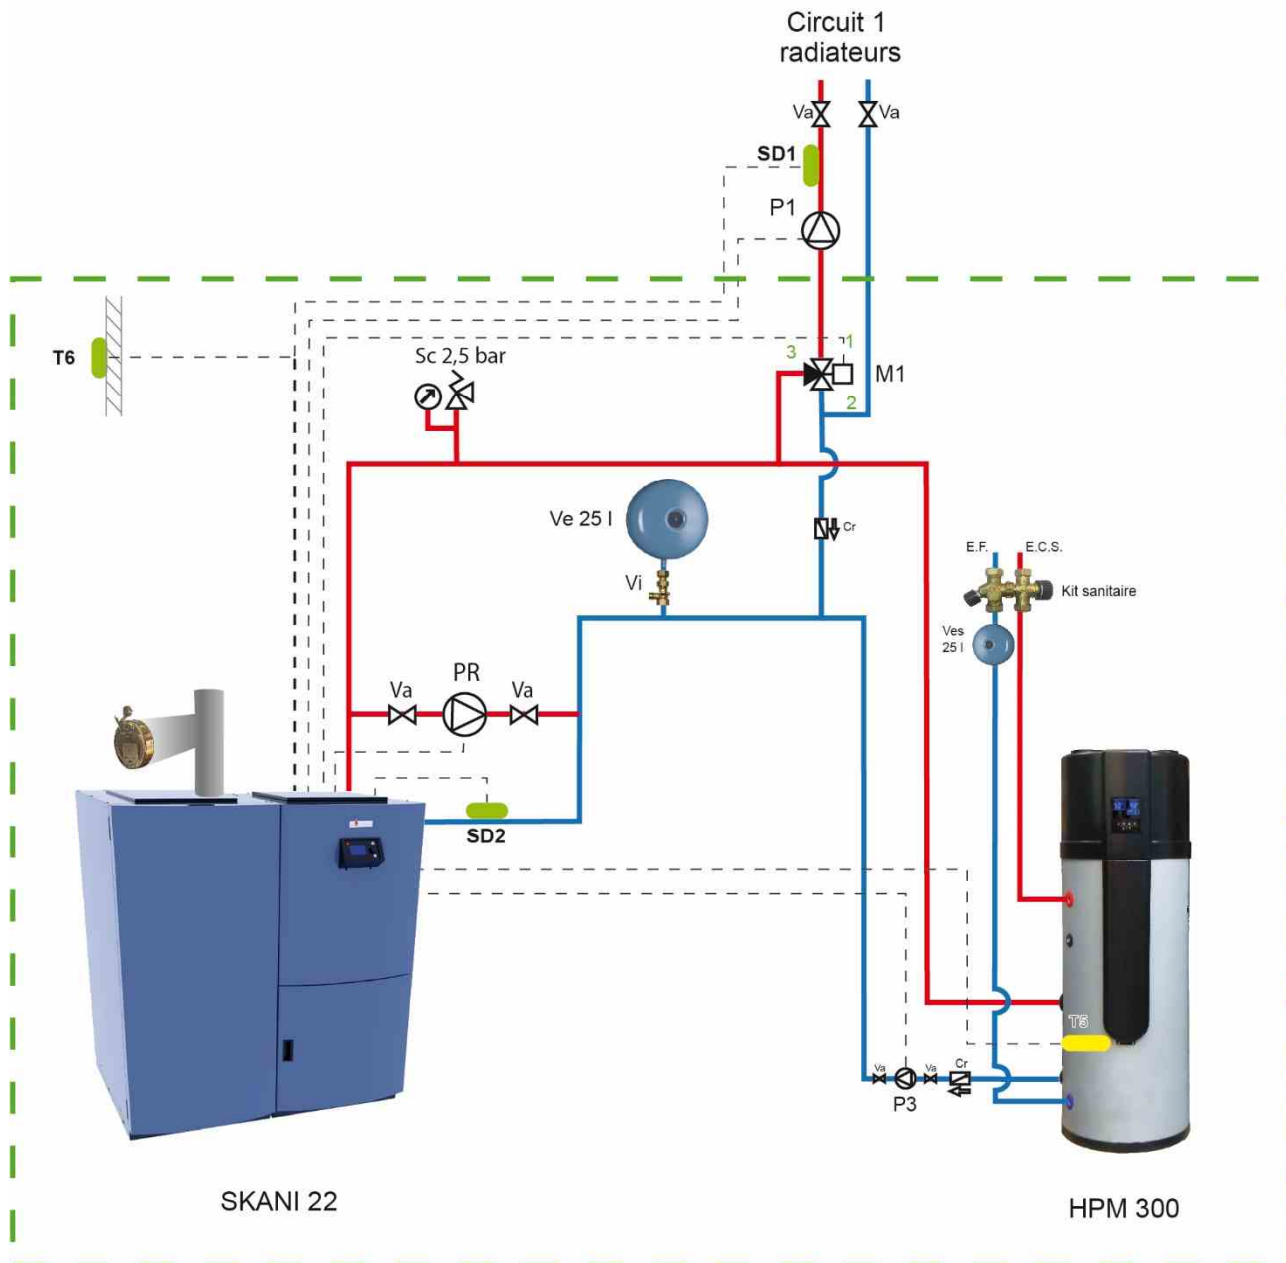 Circuit 1
radiateurs
Va
Va
SD1
P1
T6
Sc 2,5 bar
3
1
M1
2
Ve 25 l
Cr
E.F.
E.C.S.
Vi
Kit sanitaire
Ves
25 l
PR
Va
Va
SD2
T5
Va
Va
Cr
P3
SKANI 22
HPM 300